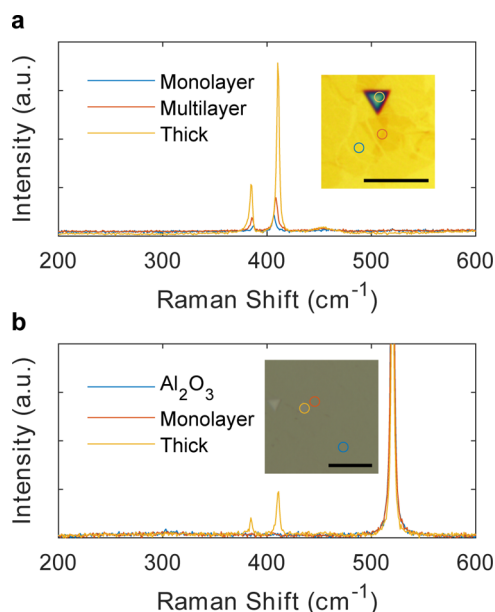 a
Intensity (a.u.)
Monolayer
Multilayer
Thick
200 300 400 500 600
Raman Shift (cm⁻¹)
b
Intensity (a.u.)
Al₂O₃
Monolayer
Thick
200 300 400 500 600
Raman Shift (cm⁻¹)